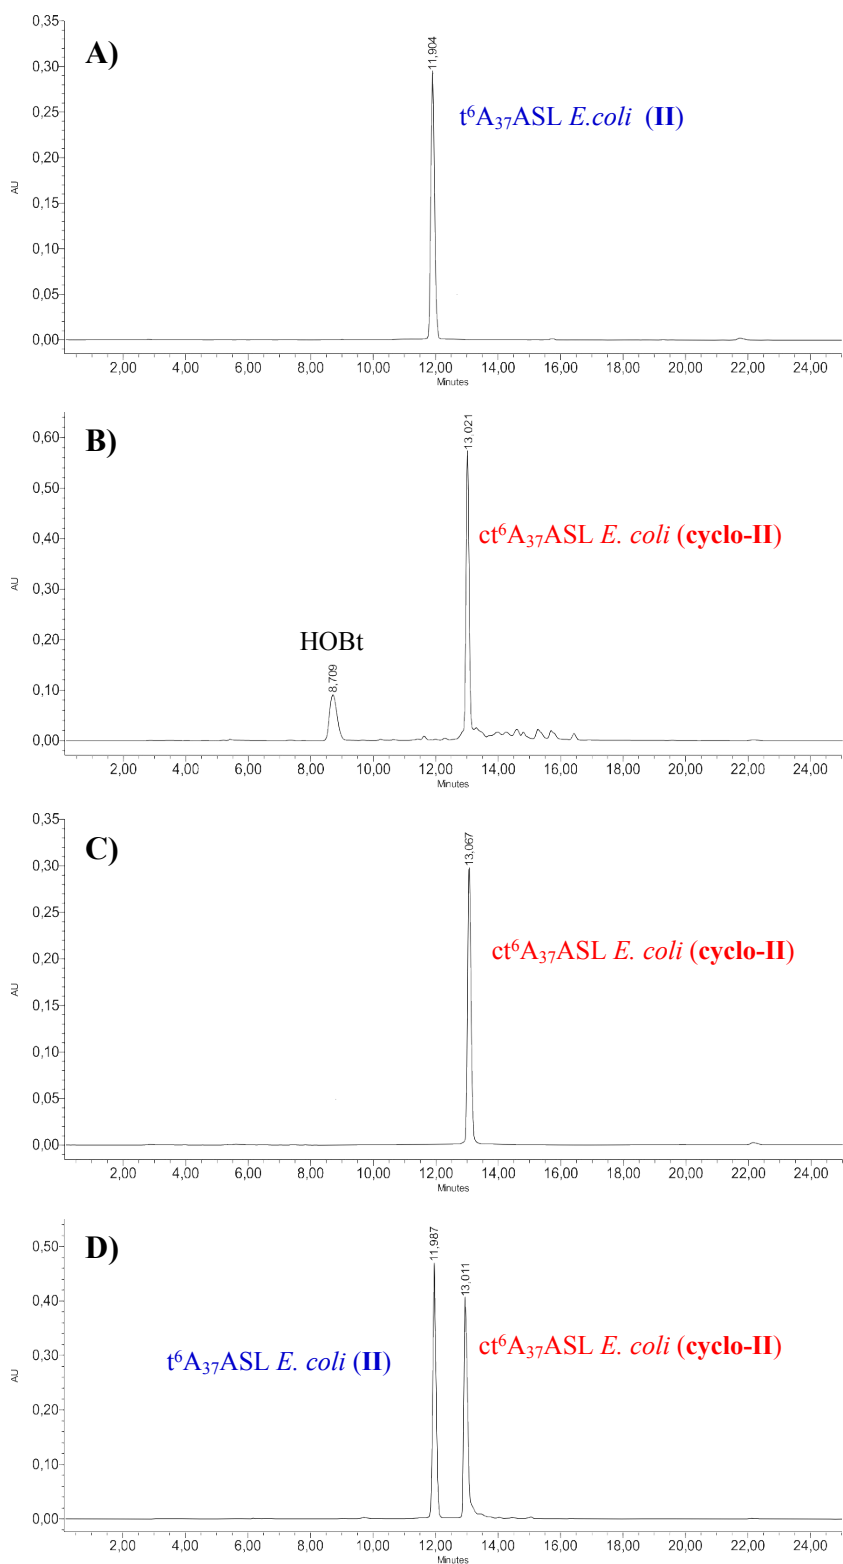 A)
0,35
0,30
0,25
0,20
0,15
0,10
0,05
0,00
AU
11,904
t⁶A₃₇ASL E.coli (II)
2,00 4,00 6,00 8,00 10,00 12,00 14,00 16,00 18,00 20,00 22,00 24,00
Minutes
B)
0,60
0,50
0,40
0,30
0,20
0,10
0,00
AU
13,021
ct⁶A₃₇ASL E. coli (cyclo-II)
HOBt
8,709
2,00 4,00 6,00 8,00 10,00 12,00 14,00 16,00 18,00 20,00 22,00 24,00
Minutes
C)
0,35
0,30
0,25
0,20
0,15
0,10
0,05
0,00
AU
13,067
ct⁶A₃₇ASL E. coli (cyclo-II)
2,00 4,00 6,00 8,00 10,00 12,00 14,00 16,00 18,00 20,00 22,00 24,00
Minutes
D)
0,50
0,40
0,30
0,20
0,10
0,00
AU
11,987
13,011
t⁶A₃₇ASL E. coli (II)
ct⁶A₃₇ASL E. coli (cyclo-II)
2,00 4,00 6,00 8,00 10,00 12,00 14,00 16,00 18,00 20,00 22,00 24,00
Minutes